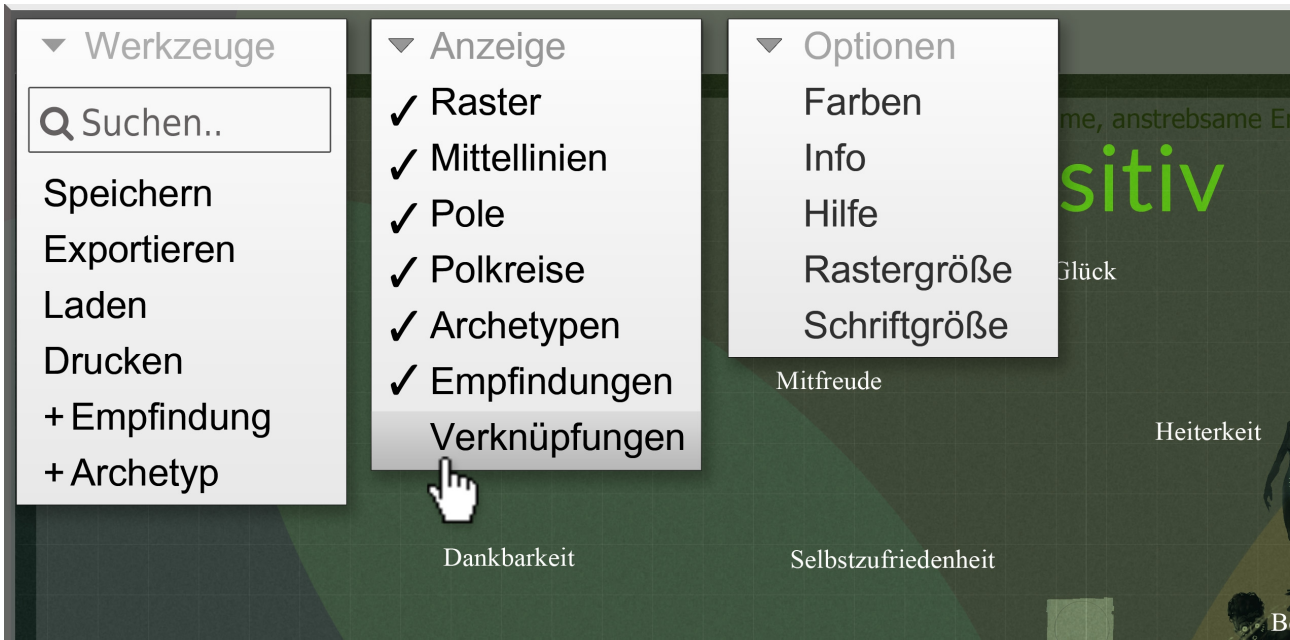 Werkzeuge
Suchen..
Speichern
Exportieren
Laden
Drucken
+ Empfindung
+ Archetyp
Anzeige
✓ Raster
✓ Mittellinien
✓ Pole
✓ Polkreise
✓ Archetypen
✓ Empfindungen
Verknüpfungen
Optionen
Farben
Info
Hilfe
Rastergröße
Schriftgröße
me, anstrebsame
sitiv
Glück
Mitfreude
Heiterkeit
Dankbarkeit
Selbstzufriedenheit